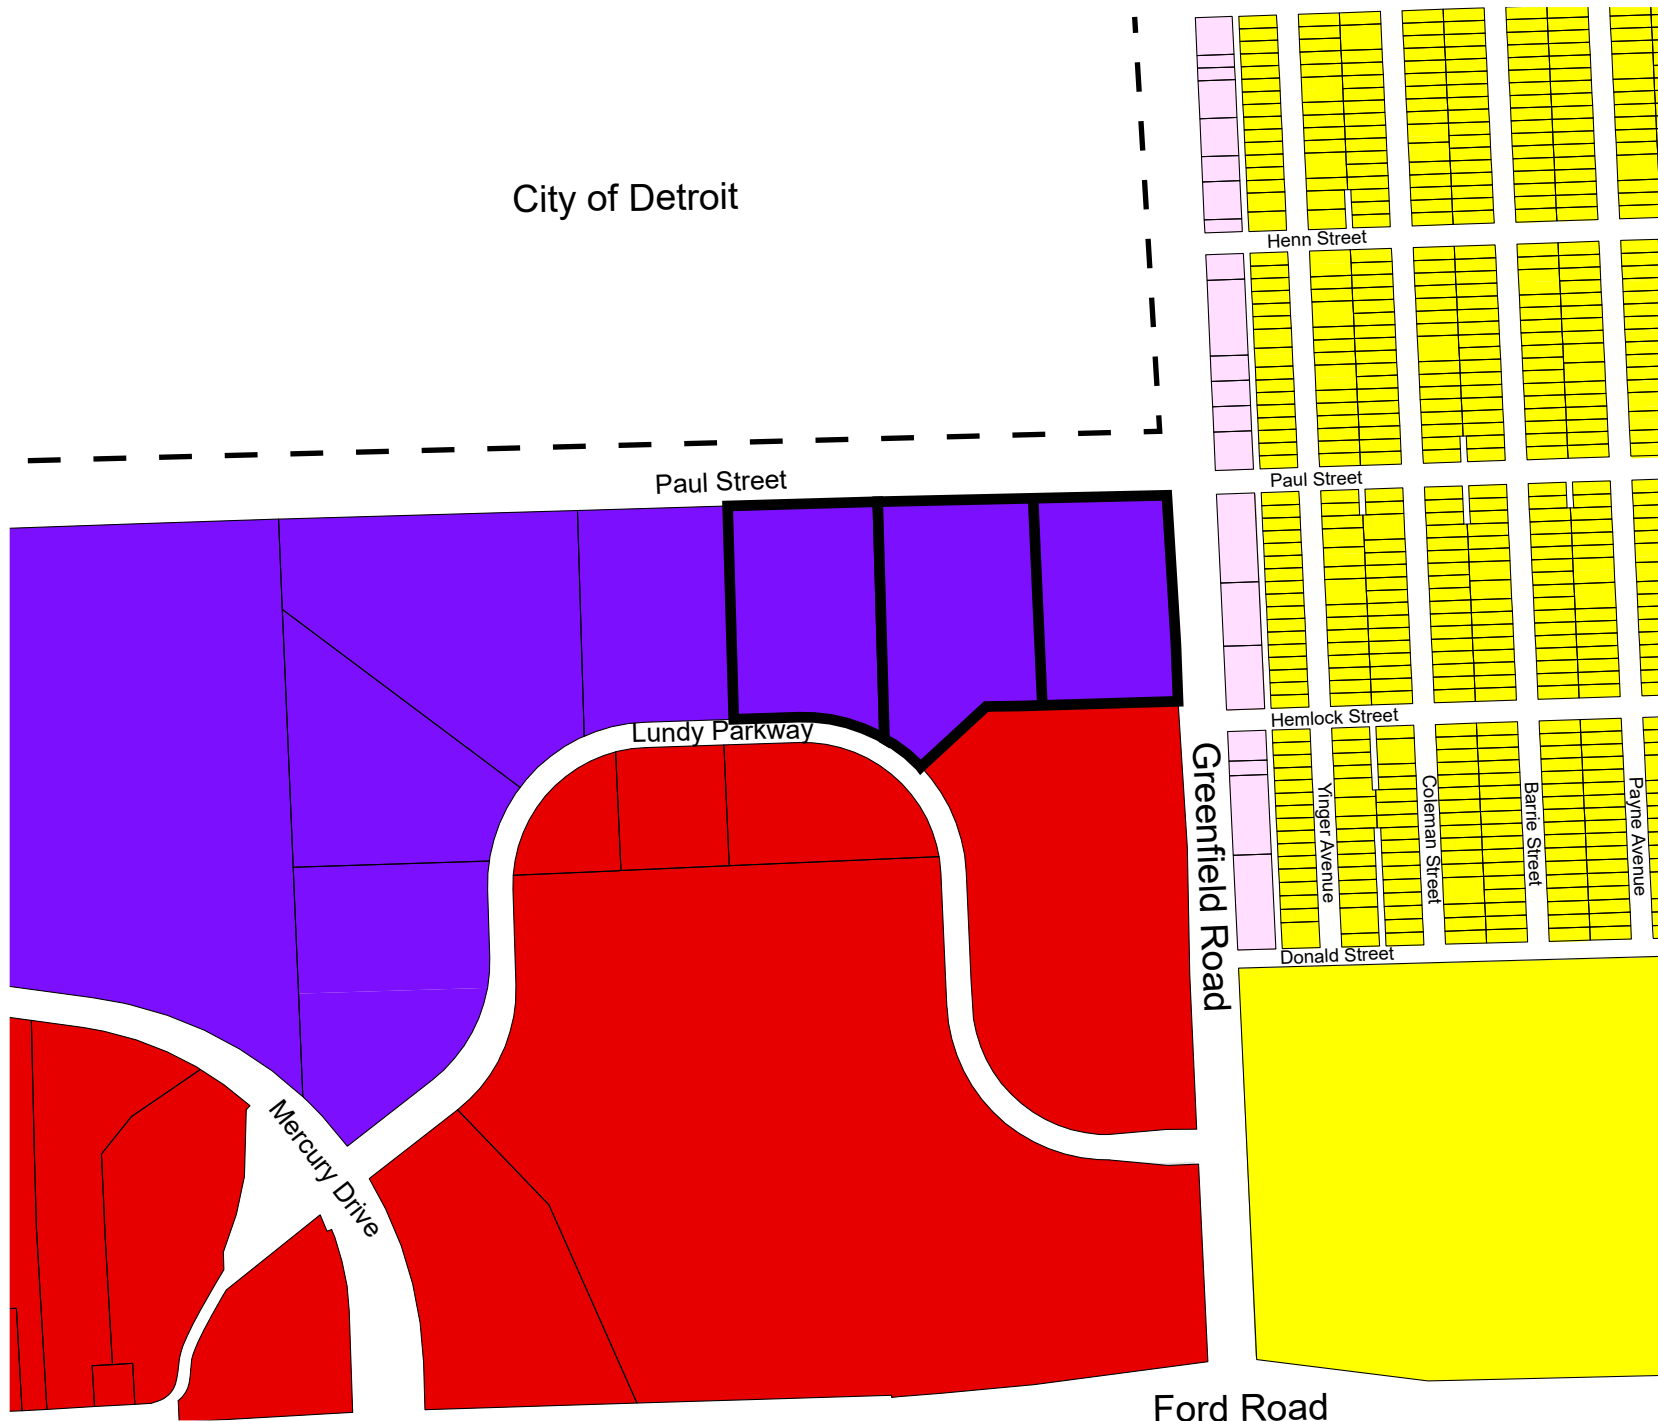 City of Detroit
Henn Street
Paul Street
Paul Street
Hemlock Street
Lundy Parkway
Greenfield Road
Yinger Avenue
Coleman Street
Barrie Street
Payne Avenue
Donald Street
Mercury Drive
Ford Road